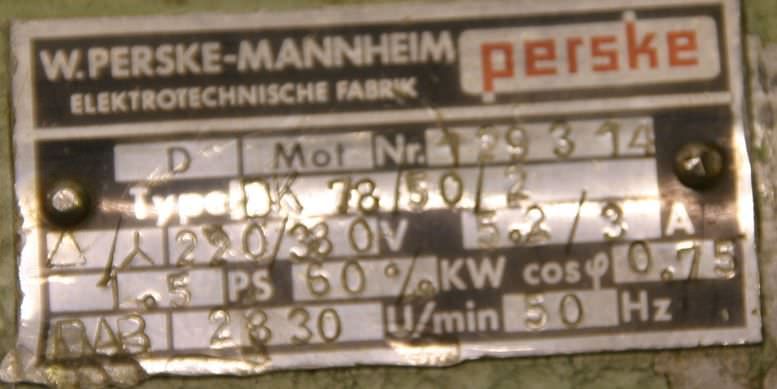 W.PERSKE-MANNHEIM perske
ELEKTROTECHNISCHE FABRIK
D Mot Nr. 129314
Type DK 78/50/2
△/⅄ 220/380V 5.2/3 A
1.5 PS 60% KW cosφ 0.75
DAB 2830 U/min 50 Hz